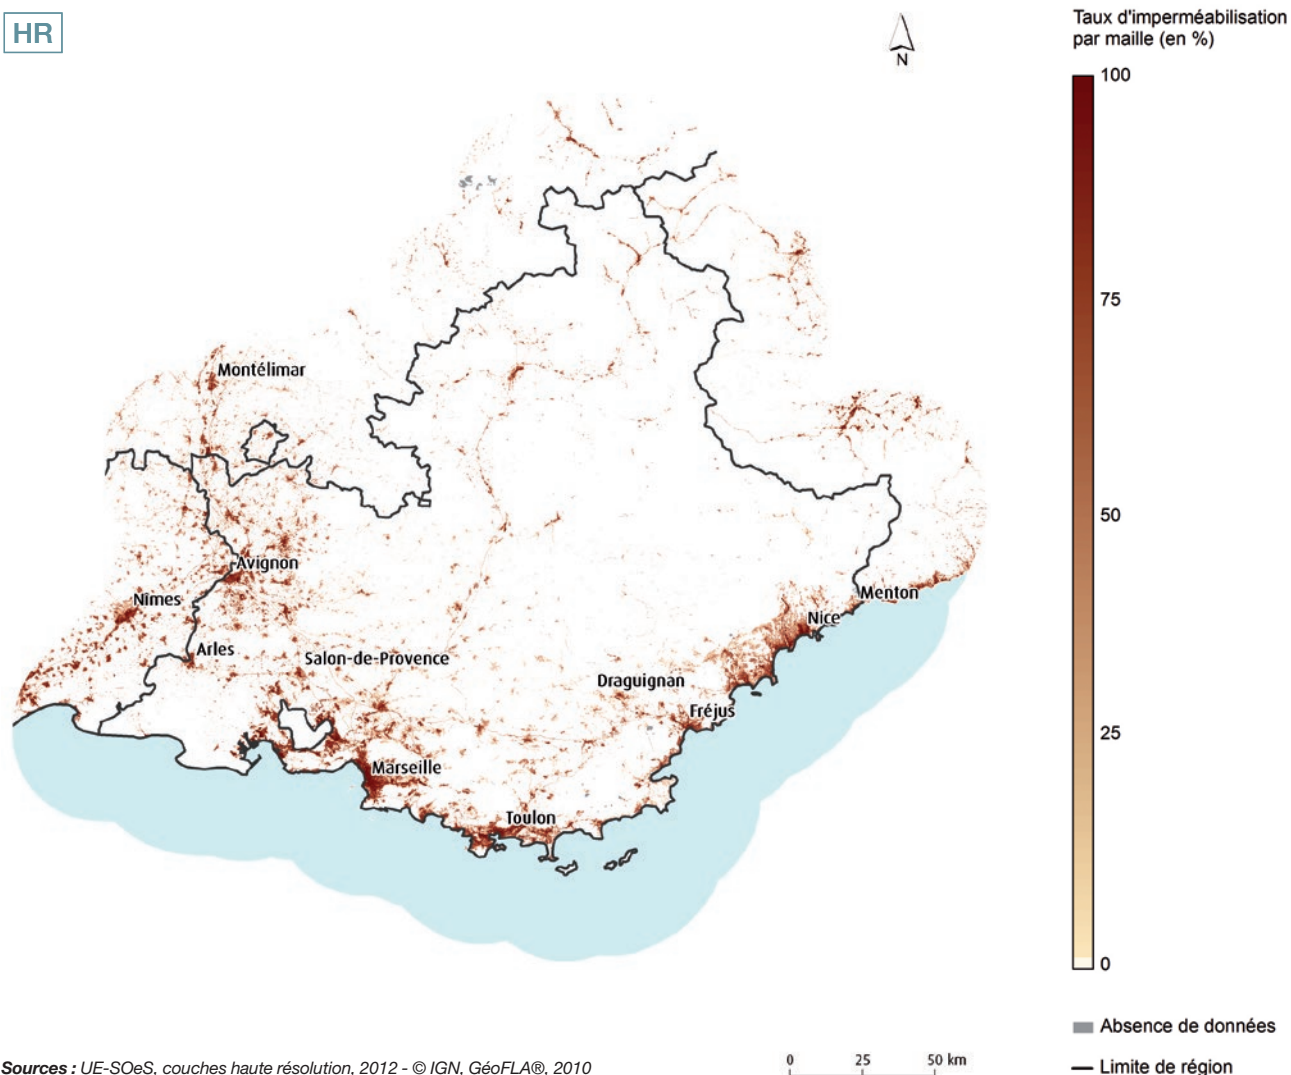 HR
N
Taux d'imperméabilisation
par maille (en %)
100
75
50
25
0
Montélimar
Avignon
Nîmes
Arles
Salon-de-Provence
Menton
Nice
Draguignan
Fréjus
Marseille
Toulon
Absence de données
Limite de région
0 25 50 km
Sources : UE-SOeS, couches haute résolution, 2012 - © IGN, GéoFLA®, 2010